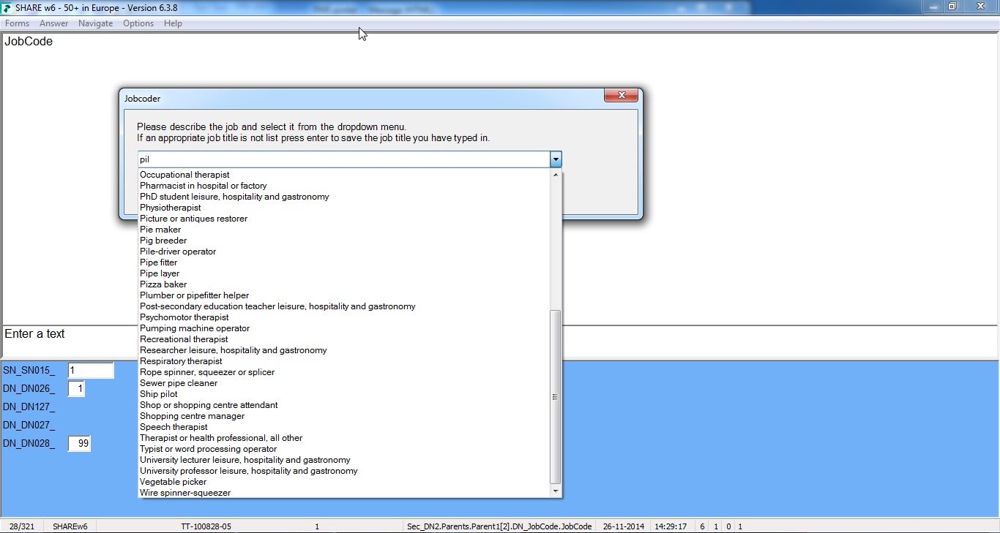 SHARE w6 - 50+ in Europe - Version 6.3.8
Forms Answer Navigate Options Help
JobCode
Jobcoder
Please describe the job and select it from the dropdown menu.
If an appropriate job title is not list press enter to save the job title you have typed in.
pil
Occupational therapist
Pharmacist in hospital or factory
PhD student leisure, hospitality and gastronomy
Physiotherapist
Picture or antiques restorer
Pie maker
Pig breeder
Pile-driver operator
Pipe fitter
Pipe layer
Pizza baker
Plumber or pipefitter helper
Post-secondary education teacher leisure, hospitality and gastronomy
Psychomotor therapist
Pumping machine operator
Recreational therapist
Researcher leisure, hospitality and gastronomy
Respiratory therapist
Rope spinner, squeezer or splicer
Sewer pipe cleaner
Ship pilot
Shop or shopping centre attendant
Shopping centre manager
Speech therapist
Therapist or health professional, all other
Typist or word processing operator
University lecturer leisure, hospitality and gastronomy
University professor leisure, hospitality and gastronomy
Vegetable picker
Wire spinner-squeezer
Enter a text
SN_SN015_ 1
DN_DN026_ 1
DN_DN127_
DN_DN027_
DN_DN028_ 99
28/321 SHAREw6 TT-100828-05 1 Sec_DN2.Parents.Parent1[2].DN_JobCode.JobCode 26-11-2014 14:29:17 6 1 0 1